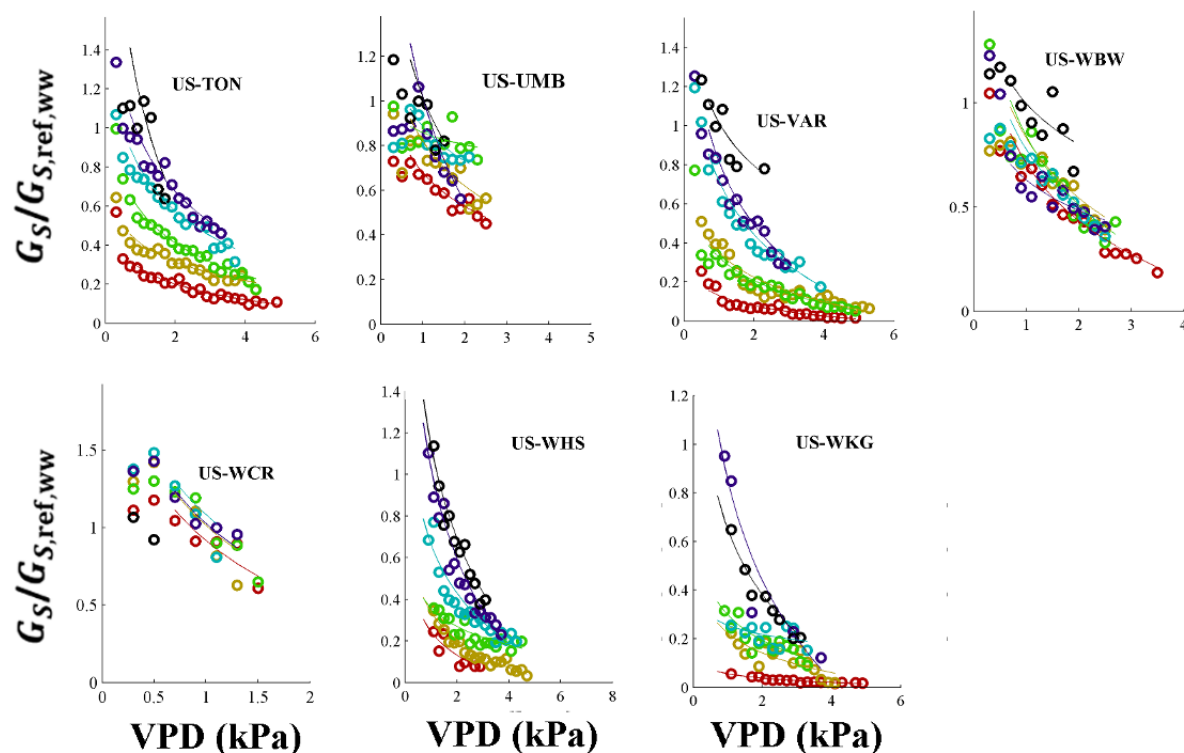 G_S/G_S,ref,ww
US-TON
1.4
1.2
1
0.8
0.6
0.4
0.2
0
0 2 4 6
US-UMB
1.2
1
0.8
0.6
0.4
0.2
0
0 1 2 3 4 5
US-VAR
1.4
1.2
1
0.8
0.6
0.4
0.2
0
0 2 4 6
US-WBW
1
0.5
0
0 1 2 3 4
G_S/G_S,ref,ww
US-WCR
1.5
1
0.5
0
0 0.5 1 1.5 2
VPD (kPa)
US-WHS
1.4
1.2
1
0.8
0.6
0.4
0.2
0
0 2 4 6 8
VPD (kPa)
US-WKG
1.2
1
0.8
0.6
0.4
0.2
0
0 2 4 6
VPD (kPa)